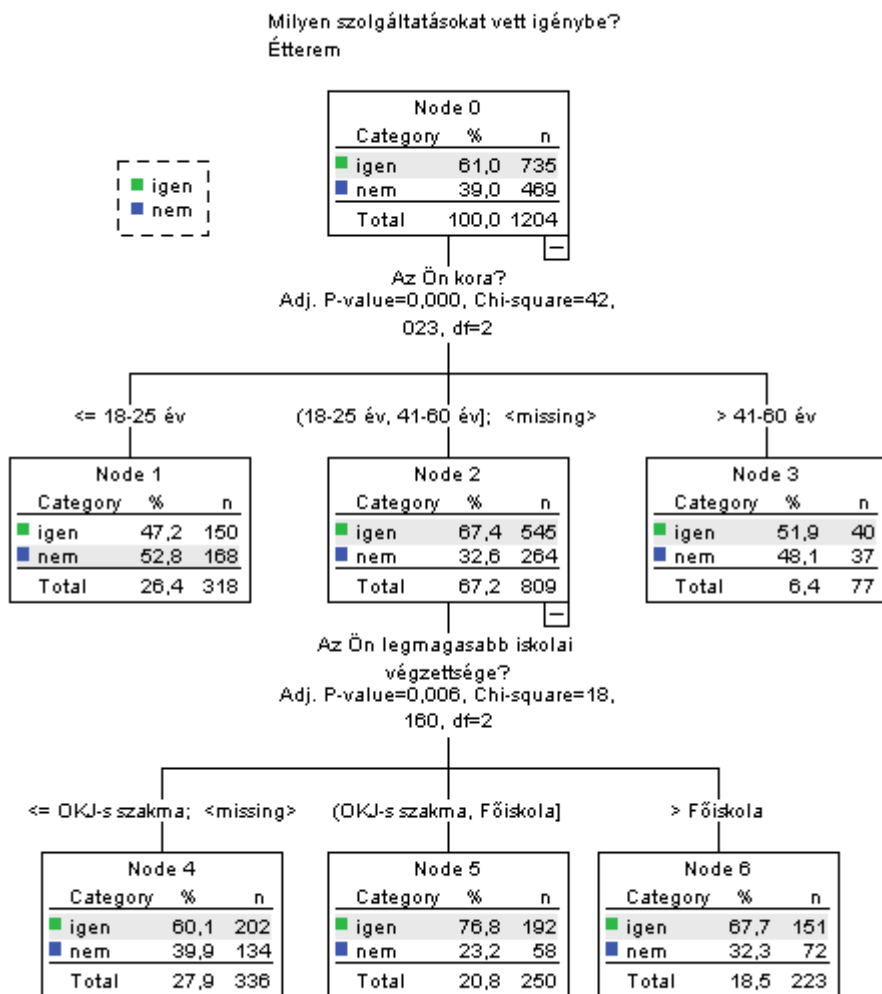 Milyen szolgáltatásokat vett igénybe?
Étterem
Node 0
Category % n
igen 61,0 735
nem 39,0 469
Total 100,0 1204
igen
nem
Az Ön kora?
Adj. P-value=0,000, Chi-square=42,
023, df=2
<= 18-25 év
(18-25 év, 41-60 év]; <missing>
> 41-60 év
Node 1
Category % n
igen 47,2 150
nem 52,8 168
Total 26,4 318
Node 2
Category % n
igen 67,4 545
nem 32,6 264
Total 67,2 809
Node 3
Category % n
igen 51,9 40
nem 48,1 37
Total 6,4 77
Az Ön legmagasabb iskolai
végzettsége?
Adj. P-value=0,006, Chi-square=18,
160, df=2
<= OKJ-s szakma; <missing>
(OKJ-s szakma, Főiskola]
> Főiskola
Node 4
Category % n
igen 60,1 202
nem 39,9 134
Total 27,9 336
Node 5
Category % n
igen 76,8 192
nem 23,2 58
Total 20,8 250
Node 6
Category % n
igen 67,7 151
nem 32,3 72
Total 18,5 223